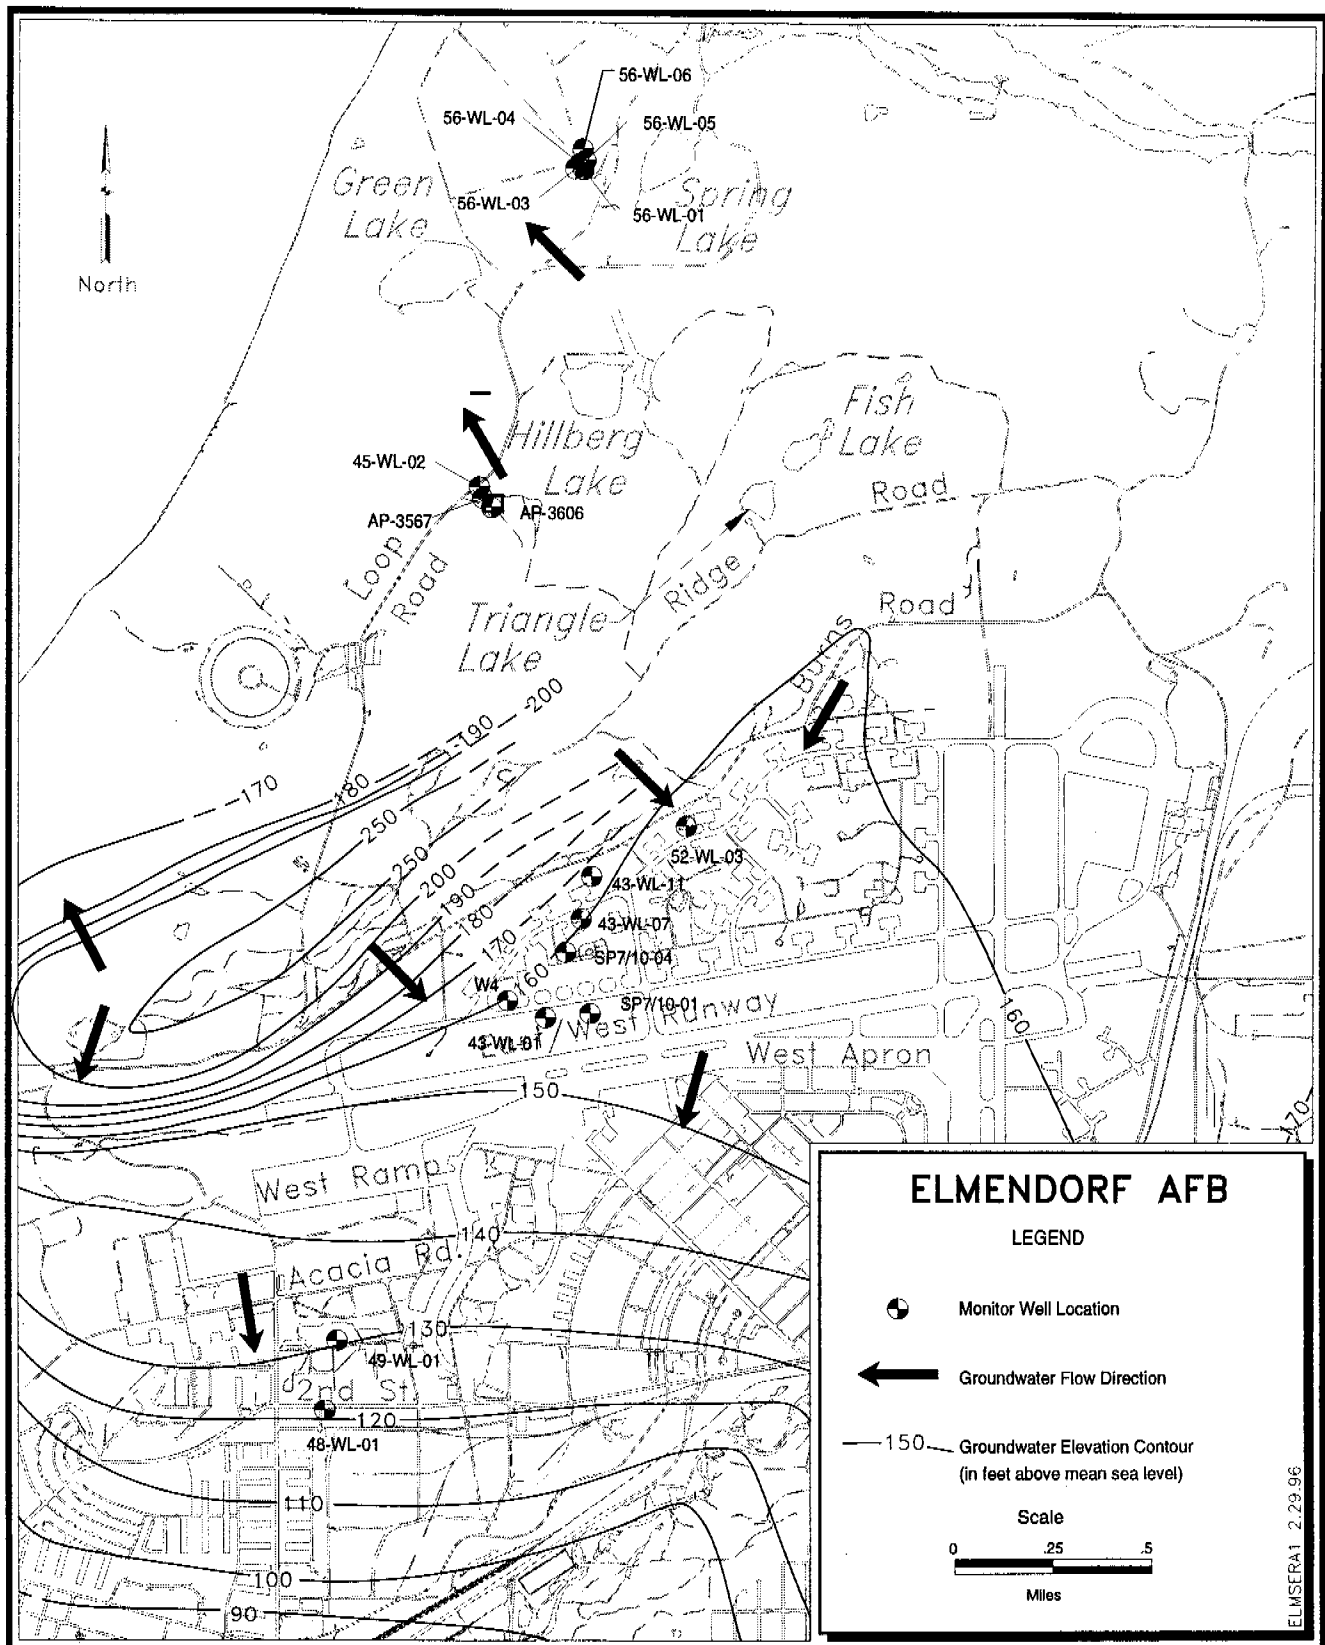 56-WL-06
56-WL-04
56-WL-05
Green
Lake
56-WL-03
Spring
Lake
56-WL-01
North
Fish
Lake
Hillberg
Lake
45-WL-02
Road
AP-3567
AP-3606
Loop
Road
Ridge
Road
Triangle
Lake
Burns
200
190
180
170
250
250
200
190
180
170
160
52-WL-03
43-WL-11
43-WL-07
SP7/10-04
W4
SP7/10-01
43-WL-01
West Runway
West Apron
160
150
170
West Ramps
140
Acacia Rd.
130
49-WL-01
2nd St.
120
48-WL-01
110
100
90
ELMENDORF AFB
LEGEND
Monitor Well Location
Groundwater Flow Direction
150
Groundwater Elevation Contour
(in feet above mean sea level)
Scale
0 .25 .5
Miles
ELMSERA1 2.29.96